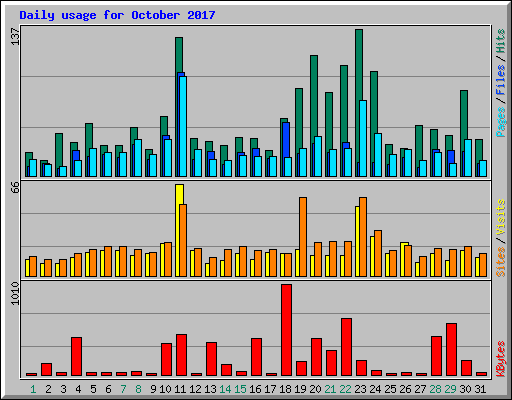 Daily usage for October 2017
137
Pages / Files / Hits
66
Sites / Visits
1010
KBytes
1 2 3 4 5 6 7 8 9 10 11 12 13 14 15 16 17 18 19 20 21 22 23 24 25 26 27 28 29 30 31